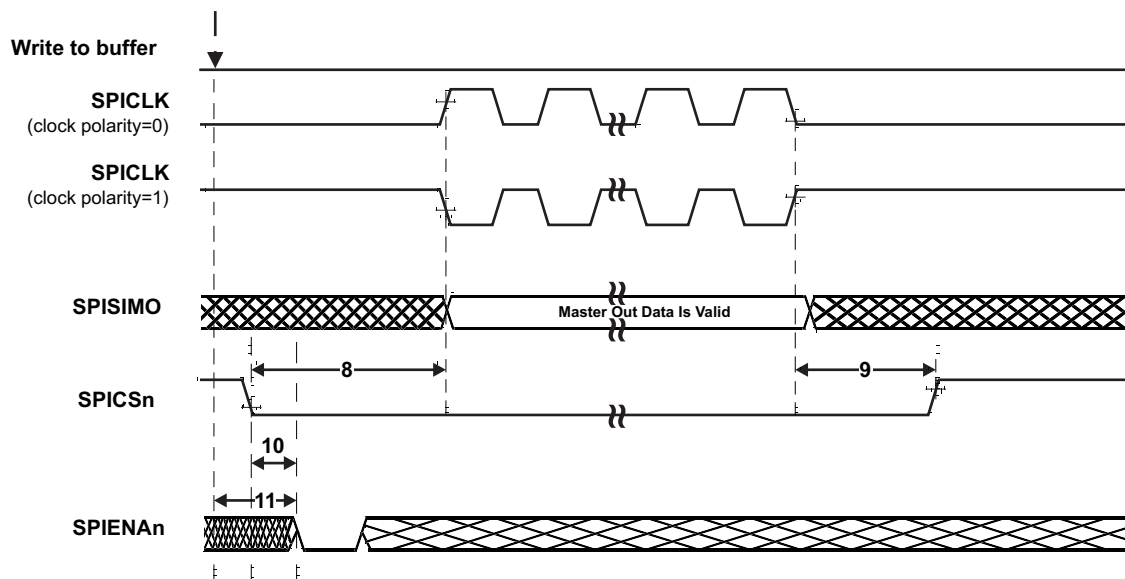 Write to buffer
SPICLK
(clock polarity=0)
SPICLK
(clock polarity=1)
SPISIMO
Master Out Data Is Valid
8
9
SPICSn
10
11
SPIENAn